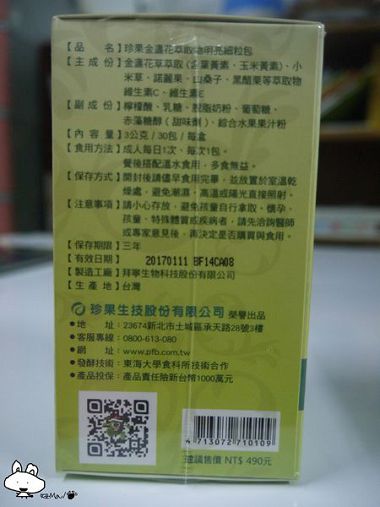 【品　　名】珍果金盞花萃取物明亮細粒包
【主 成 份】金盞花萃取(含葉黃素、玉米黃素)、小
米草、諾麗果、山桑子、黑醋栗等萃取物
維生素C、維生素E
【副 成 份】檸檬酸、乳糖、脫脂奶粉、葡萄糖、
赤藻糖醇(甜味劑)、綜合水果果汁粉
【內 容 量】3公克/30包/每盒
【食用方法】成人每日1次、每次1包。
餐後搭配溫水食用，多食無益。
【保存方式】開封後請儘早食用完畢，並放置於室溫乾
燥處，避免潮濕，高溫或陽光直接照射。
【注意事項】請小心存放，避免孩童自行拿取、懷孕、
孩童、特殊體質或疾病者，請先洽詢醫師
或專家意見後，再決定是否購買與食用。
【保存期限】三年
【有效日期】20170111 BF14CA08
【製造工廠】拜寧生物科技股份有限公司
【生 產 地】台灣
珍果生技股份有限公司 榮譽出品
•地　　址：23674新北市土城區承天路28號3樓
•客服專線：0800-613-080
•網　　址：www.pfb.com.tw
•發酵技術：東海大學食科所技術合作
•產品投保：產品責任險新台幣1000萬元
4 713072 710109
建議售價 NT$ 490元